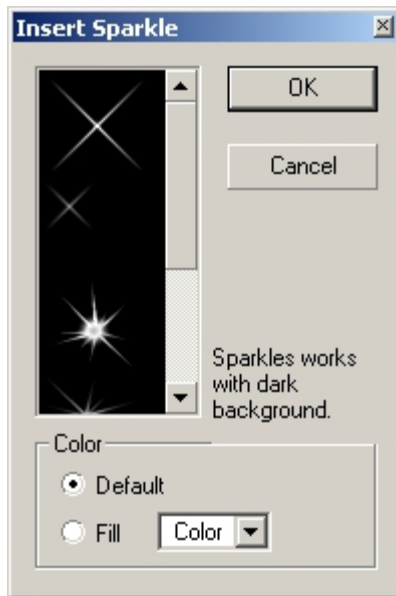 Insert Sparkle
OK
Cancel
Sparkles works
with dark
background.
Color
Default
Fill
Color